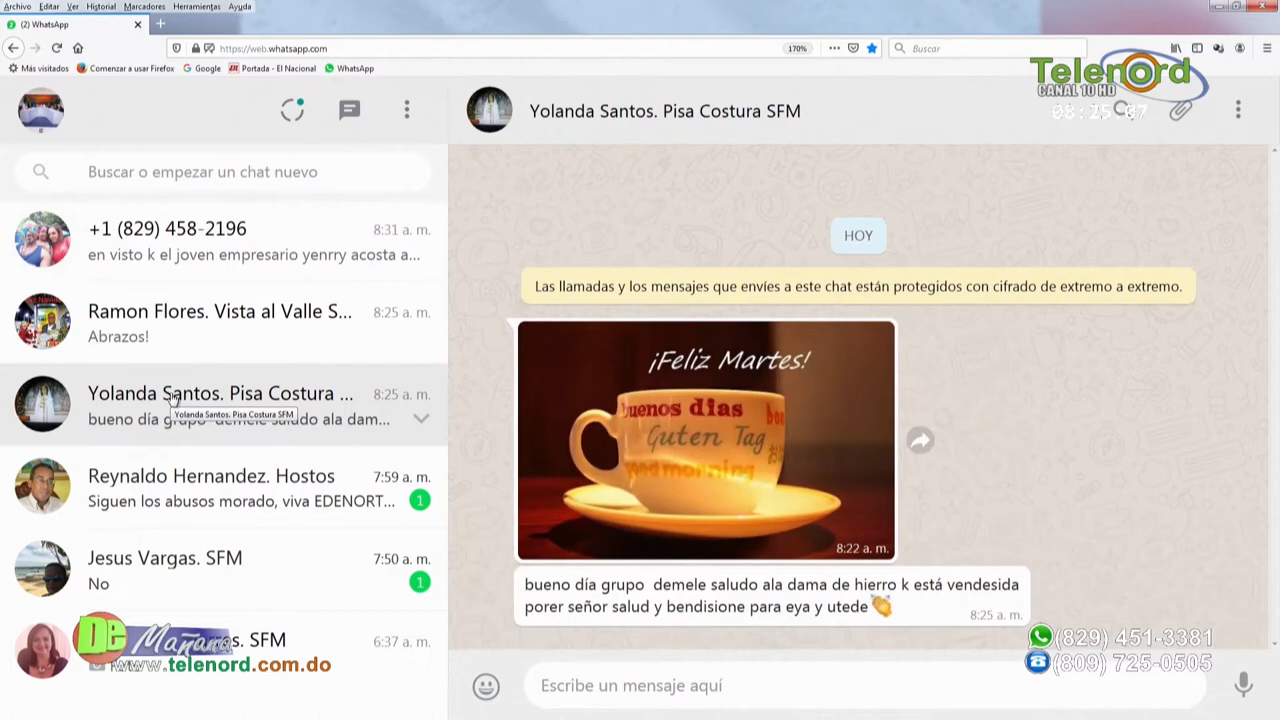 Archivo Editar Ver Historial Marcadores Herramientas Ayuda
(2) WhatsApp
https://web.whatsapp.com
170%
Buscar
Más visitados Comenzar a usar Firefox Google Portada - El Nacional WhatsApp
Telenord
CANAL 10 HD
08:25:07
Buscar o empezar un chat nuevo
+1 (829) 458-2196 8:31 a. m.
en visto k el joven empresario yenrry acosta a...
Ramon Flores. Vista al Valle S... 8:25 a. m.
Abrazos!
Yolanda Santos. Pisa Costura ... 8:25 a. m.
Yolanda Santos. Pisa Costura SFM
bueno día grupo demele saludo ala dam...
Reynaldo Hernandez. Hostos 7:59 a. m.
Siguen los abusos morado, viva EDENORT... 1
Jesus Vargas. SFM 7:50 a. m.
No 1
os. SFM 6:37 a. m.
De Mañana
www.telenord.com.do
Yolanda Santos. Pisa Costura SFM
HOY
Las llamadas y los mensajes que envíes a este chat están protegidos con cifrado de extremo a extremo.
¡Feliz Martes!
buenos dias
Guten Tag
good morning
8:22 a. m.
bueno día grupo demele saludo ala dama de hierro k está vendesida
porer señor salud y bendisione para eya y utede
8:25 a. m.
(829) 451-3381
(809) 725-0505
Escribe un mensaje aquí